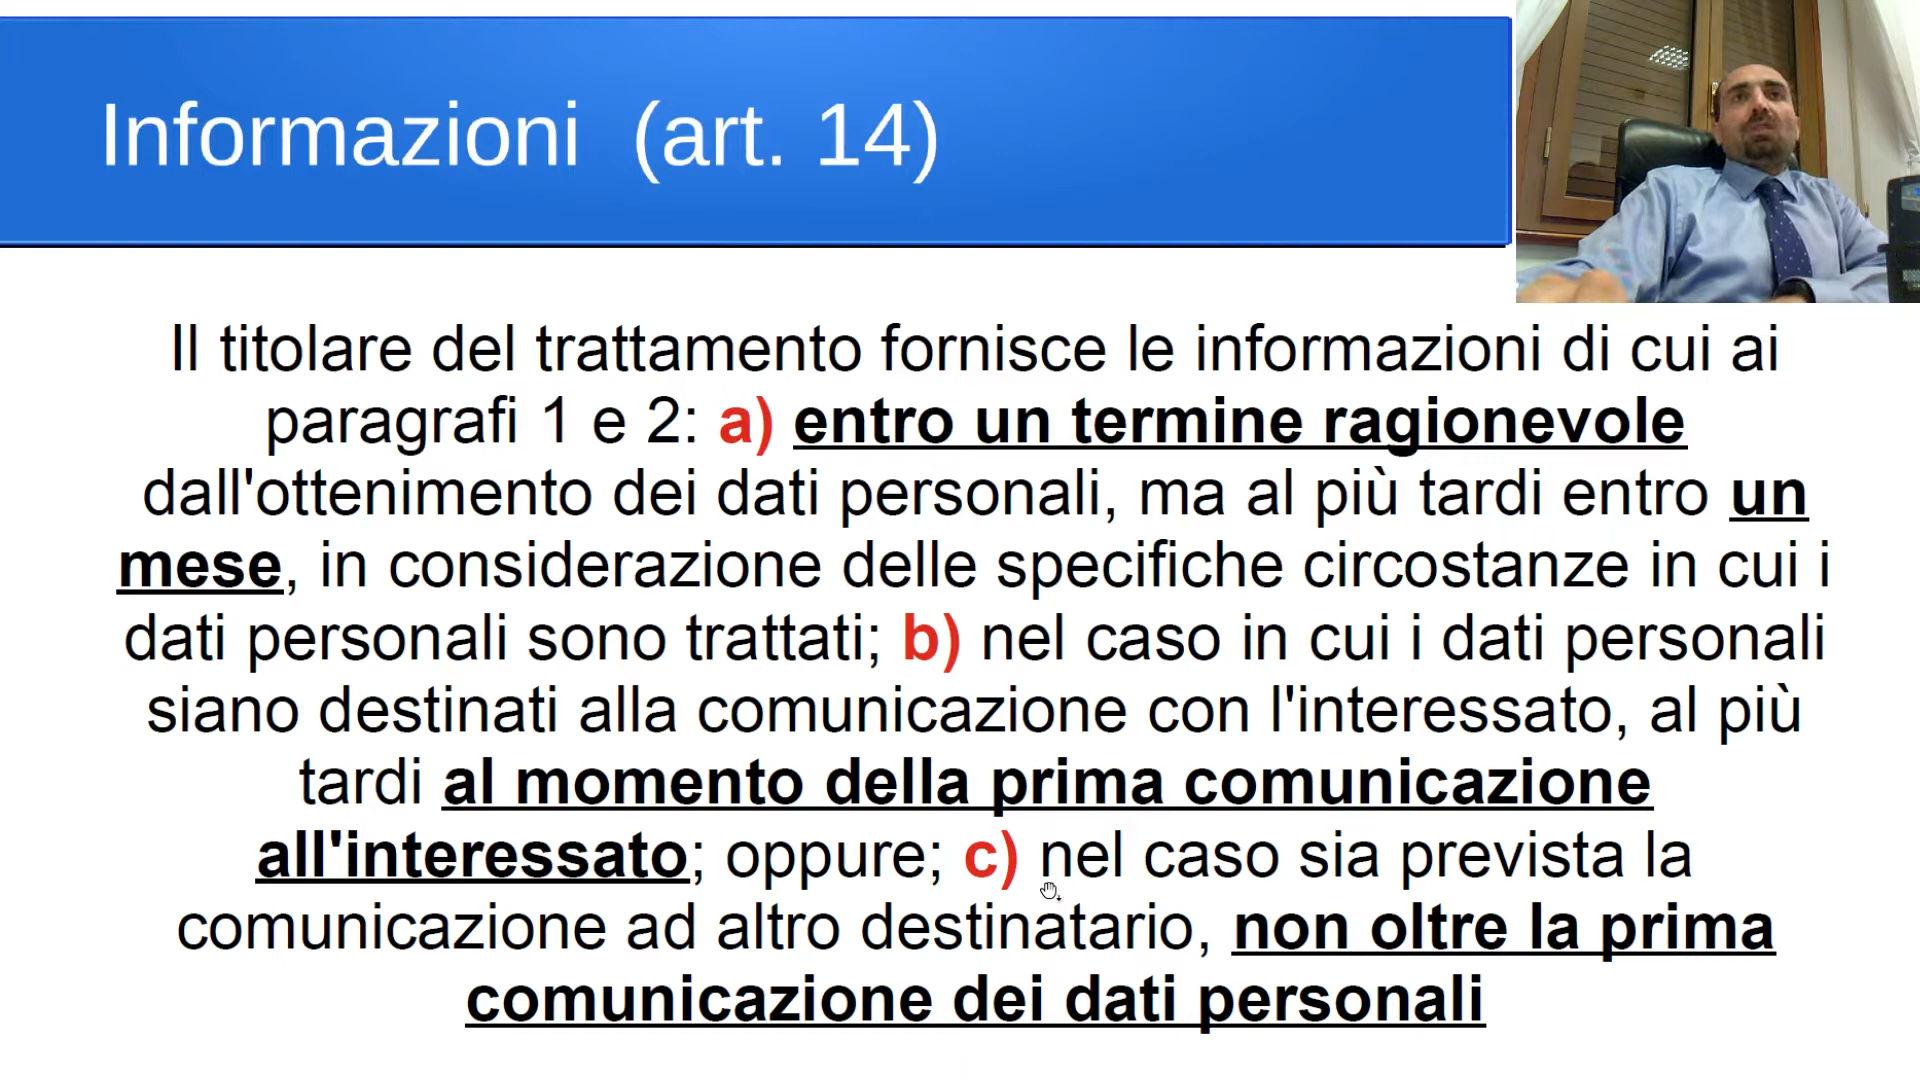 Informazioni (art. 14)
Il titolare del trattamento fornisce le informazioni di cui ai
paragrafi 1 e 2: a) entro un termine ragionevole
dall'ottenimento dei dati personali, ma al più tardi entro un
mese, in considerazione delle specifiche circostanze in cui i
dati personali sono trattati; b) nel caso in cui i dati personali
siano destinati alla comunicazione con l'interessato, al più
tardi al momento della prima comunicazione
all'interessato; oppure; c) nel caso sia prevista la
comunicazione ad altro destinatario, non oltre la prima
comunicazione dei dati personali